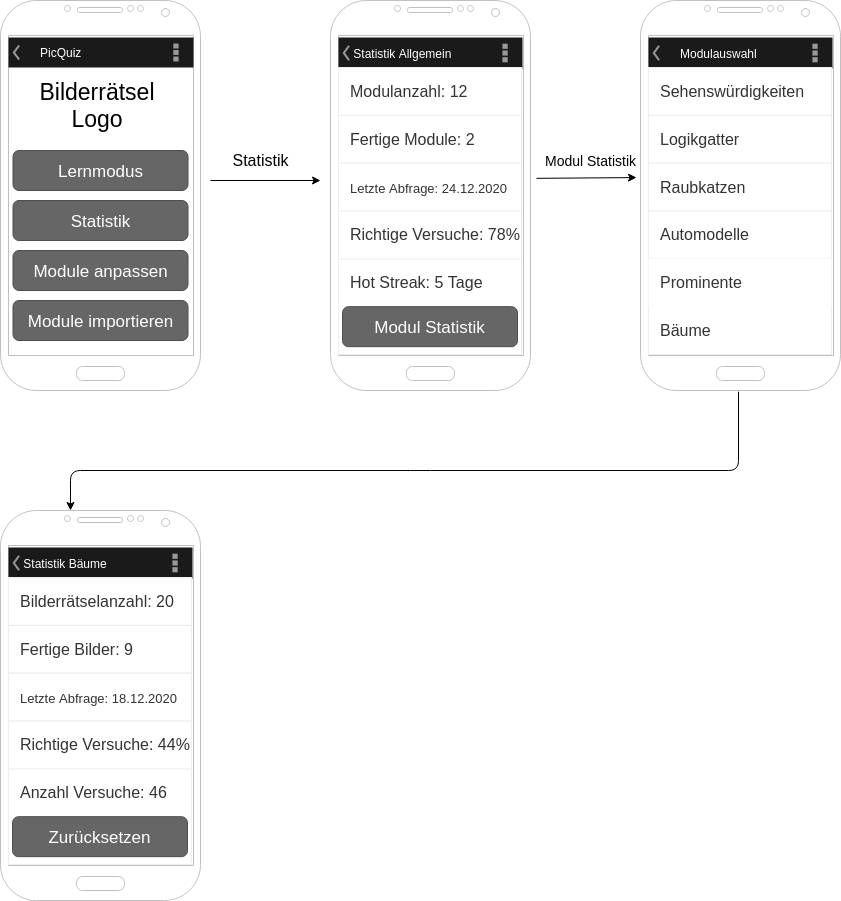 PicQuiz
Bilderrätsel
Logo
Lernmodus
Statistik
Module anpassen
Module importieren
Statistik
Statistik Allgemein
Modulanzahl: 12
Fertige Module: 2
Letzte Abfrage: 24.12.2020
Richtige Versuche: 78%
Hot Streak: 5 Tage
Modul Statistik
Modul Statistik
Modulauswahl
Sehenswürdigkeiten
Logikgatter
Raubkatzen
Automodelle
Prominente
Bäume
Statistik Bäume
Bilderrätselanzahl: 20
Fertige Bilder: 9
Letzte Abfrage: 18.12.2020
Richtige Versuche: 44%
Anzahl Versuche: 46
Zurücksetzen